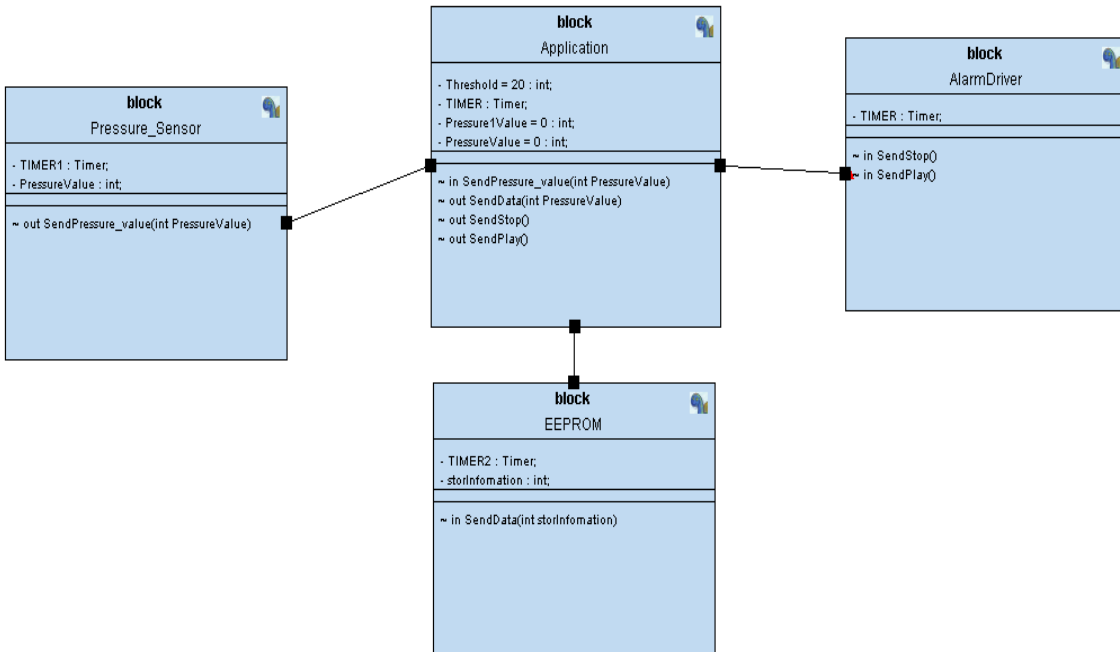 block
Pressure_Sensor
- TIMER1 : Timer;
- PressureValue : int;
~ out SendPressure_value(int PressureValue)
block
Application
- Threshold = 20 : int;
- TIMER : Timer;
- Pressure1Value = 0 : int;
- PressureValue = 0 : int;
~ in SendPressure_value(int PressureValue)
~ out SendData(int PressureValue)
~ out SendStop()
~ out SendPlay()
block
AlarmDriver
- TIMER : Timer;
~ in SendStop()
~ in SendPlay()
block
EEPROM
- TIMER2 : Timer;
- storInfomation : int;
~ in SendData(int storInfomation)